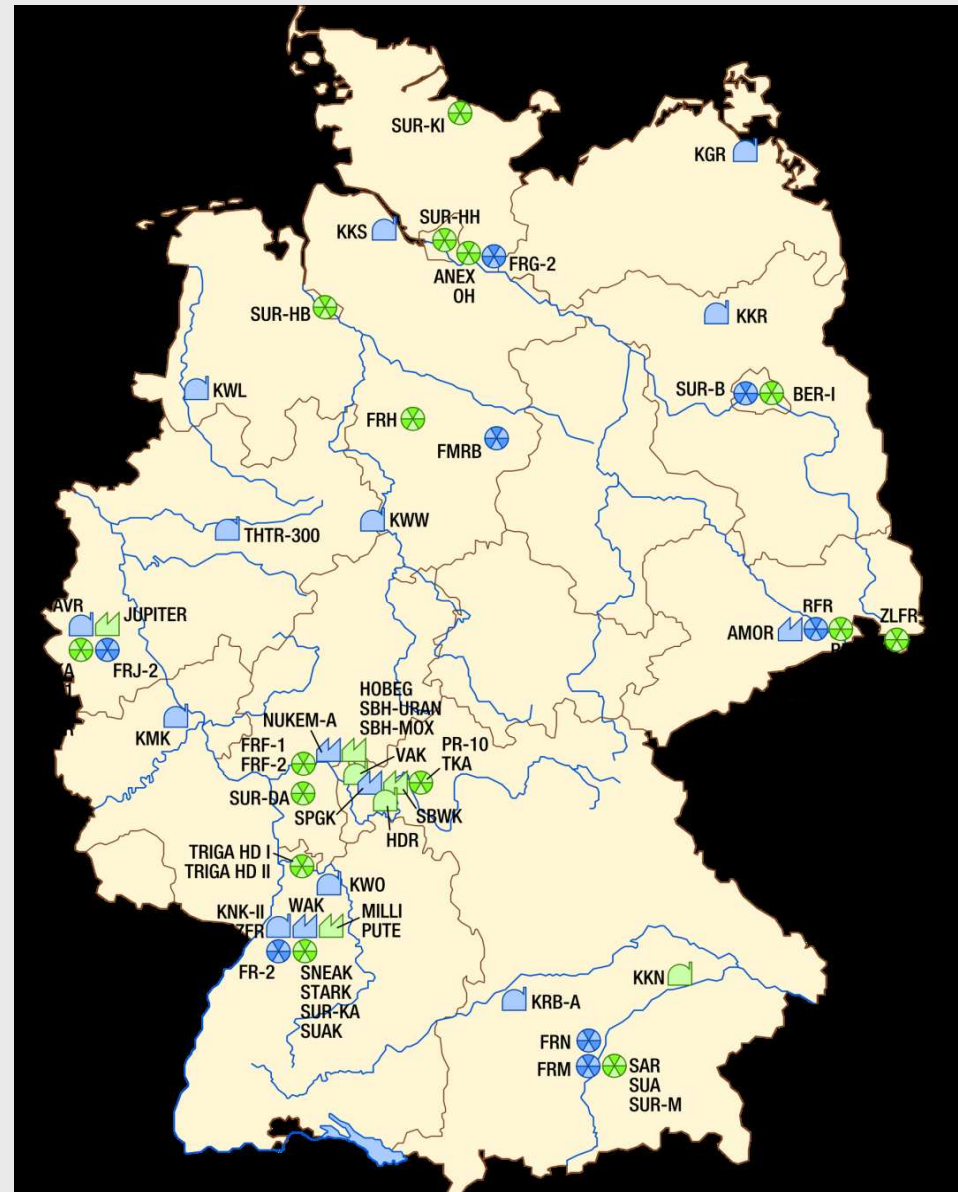 SUR-KI
KGR
SUR-HH
KKS
ANEX
OH
FRG-2
SUR-HB
KKR
KWL
SUR-B
BER-I
FRH
FMRB
KWW
THTR-300
AVR
JUPITER
RFR
ZLFR
AMOR
FRJ-2
KMK
HOBEG
SBH-URAN
SBH-MOX
NUKEM-A
FRF-1
FRF-2
VAK
PR-10
TKA
SUR-DA
SPGK
SBWK
HDR
TRIGA HD I
TRIGA HD II
KWO
WAK
KNK-II
MILLI
PUTE
FR-2
SNEAK
STARK
SUR-KA
SUAK
KKN
KRB-A
FRN
FRM
SAR
SUA
SUR-M